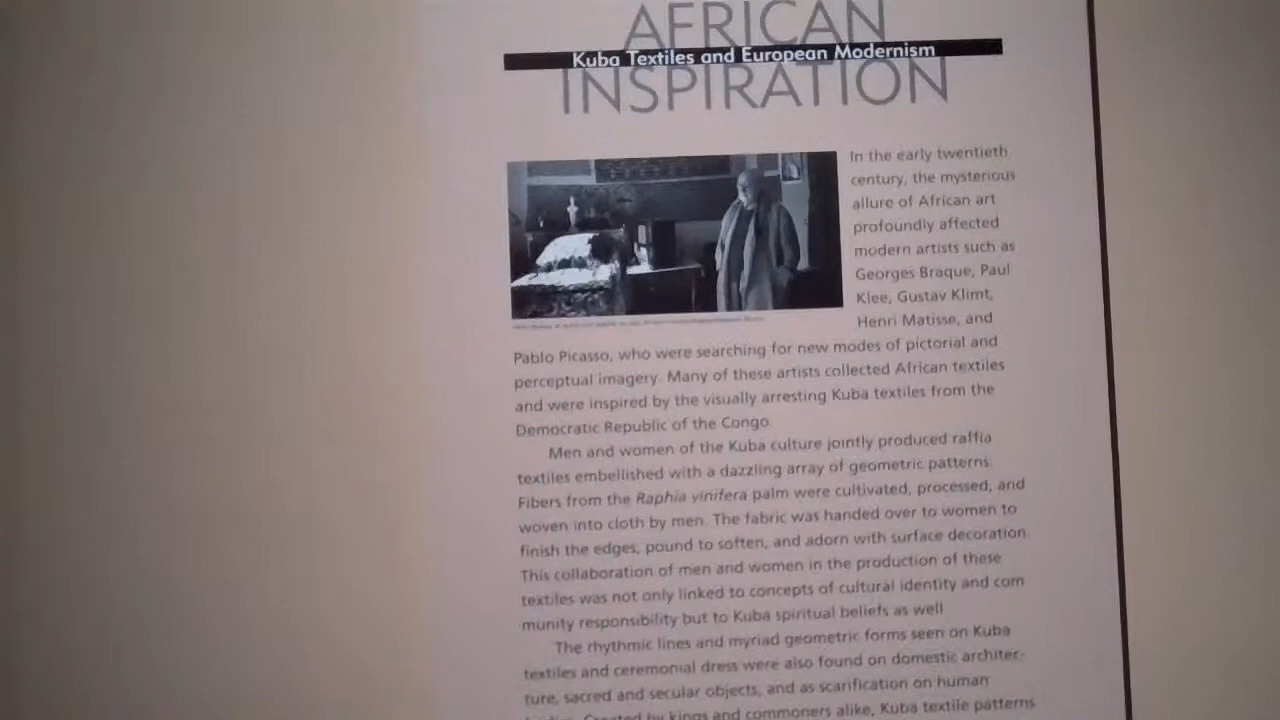 AFRICAN
Kuba Textiles and European Modernism
INSPIRATION
In the early twentieth
century, the mysterious
allure of African art
profoundly affected
modern artists such as
Georges Braque, Paul
Klee, Gustav Klimt,
Henri Matisse, and
Pablo Picasso, who were searching for new modes of pictorial and
perceptual imagery. Many of these artists collected African textiles
and were inspired by the visually arresting Kuba textiles from the
Democratic Republic of the Congo.
Men and women of the Kuba culture jointly produced raffia
textiles embellished with a dazzling array of geometric patterns.
Fibers from the Raphia vinifera palm were cultivated, processed, and
woven into cloth by men. The fabric was handed over to women to
finish the edges, pound to soften, and adorn with surface decoration.
This collaboration of men and women in the production of these
textiles was not only linked to concepts of cultural identity and com
munity responsibility but to Kuba spiritual beliefs as well
The rhythmic lines and myriad geometric forms seen on Kuba
textiles and ceremonial dress were also found on domestic architec-
ture, sacred and secular objects, and as scarification on human
Created by kings and commoners alike, Kuba textile patterns